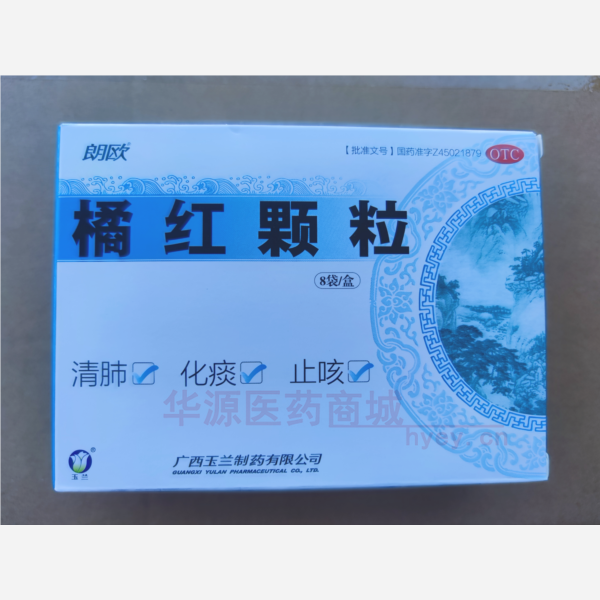 朗欧
【批准文号】国药准字Z45021879
OTC
橘红颗粒
8袋/盒
清肺 化痰 止咳
华源医药商城
玉兰
广西玉兰制药有限公司
GUANGXI YULAN PHARMACEUTICAL CO., LTD.